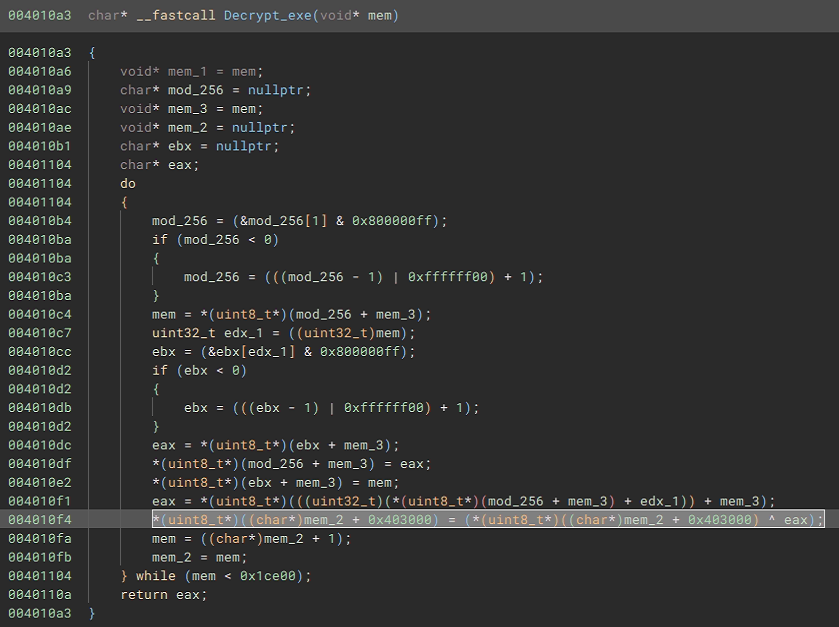 004010a3 char* __fastcall Decrypt_exe(void* mem)
004010a3 {
004010a6 void* mem_1 = mem;
004010a9 char* mod_256 = nullptr;
004010ac void* mem_3 = mem;
004010ae void* mem_2 = nullptr;
004010b1 char* ebx = nullptr;
00401104 char* eax;
00401104 do
00401104 {
004010b4 mod_256 = (&mod_256[1] & 0x800000ff);
004010ba if (mod_256 < 0)
004010ba {
004010c3 mod_256 = (((mod_256 - 1) | 0xffffff00) + 1);
004010ba }
004010c4 mem = *(uint8_t*)(mod_256 + mem_3);
004010c7 uint32_t edx_1 = ((uint32_t)mem);
004010cc ebx = (&ebx[edx_1] & 0x800000ff);
004010d2 if (ebx < 0)
004010d2 {
004010db ebx = (((ebx - 1) | 0xffffff00) + 1);
004010d2 }
004010dc eax = *(uint8_t*)(ebx + mem_3);
004010df *(uint8_t*)(mod_256 + mem_3) = eax;
004010e2 *(uint8_t*)(ebx + mem_3) = mem;
004010f1 eax = *(uint8_t*)(((uint32_t)(*(uint8_t*)(mod_256 + mem_3) + edx_1)) + mem_3);
004010f4 *(uint8_t*)((char*)mem_2 + 0x403000) = (*(uint8_t*)((char*)mem_2 + 0x403000) ^ eax);
004010fa mem = ((char*)mem_2 + 1);
004010fb mem_2 = mem;
00401104 } while (mem < 0x1ce00);
0040110a return eax;
004010a3 }